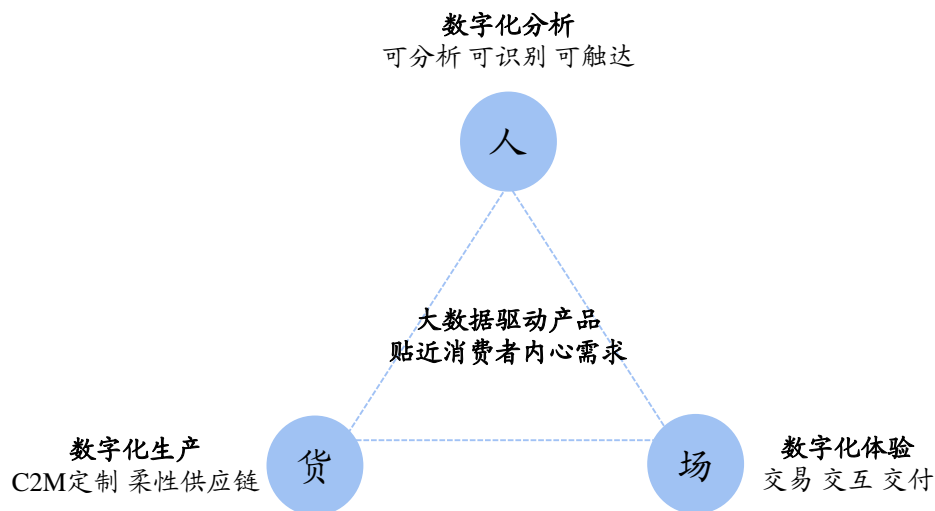 数字化分析
可分析 可识别 可触达
人
大数据驱动产品
贴近消费者内心需求
数字化生产
C2M定制 柔性供应链
货
场
数字化体验
交易 交互 交付